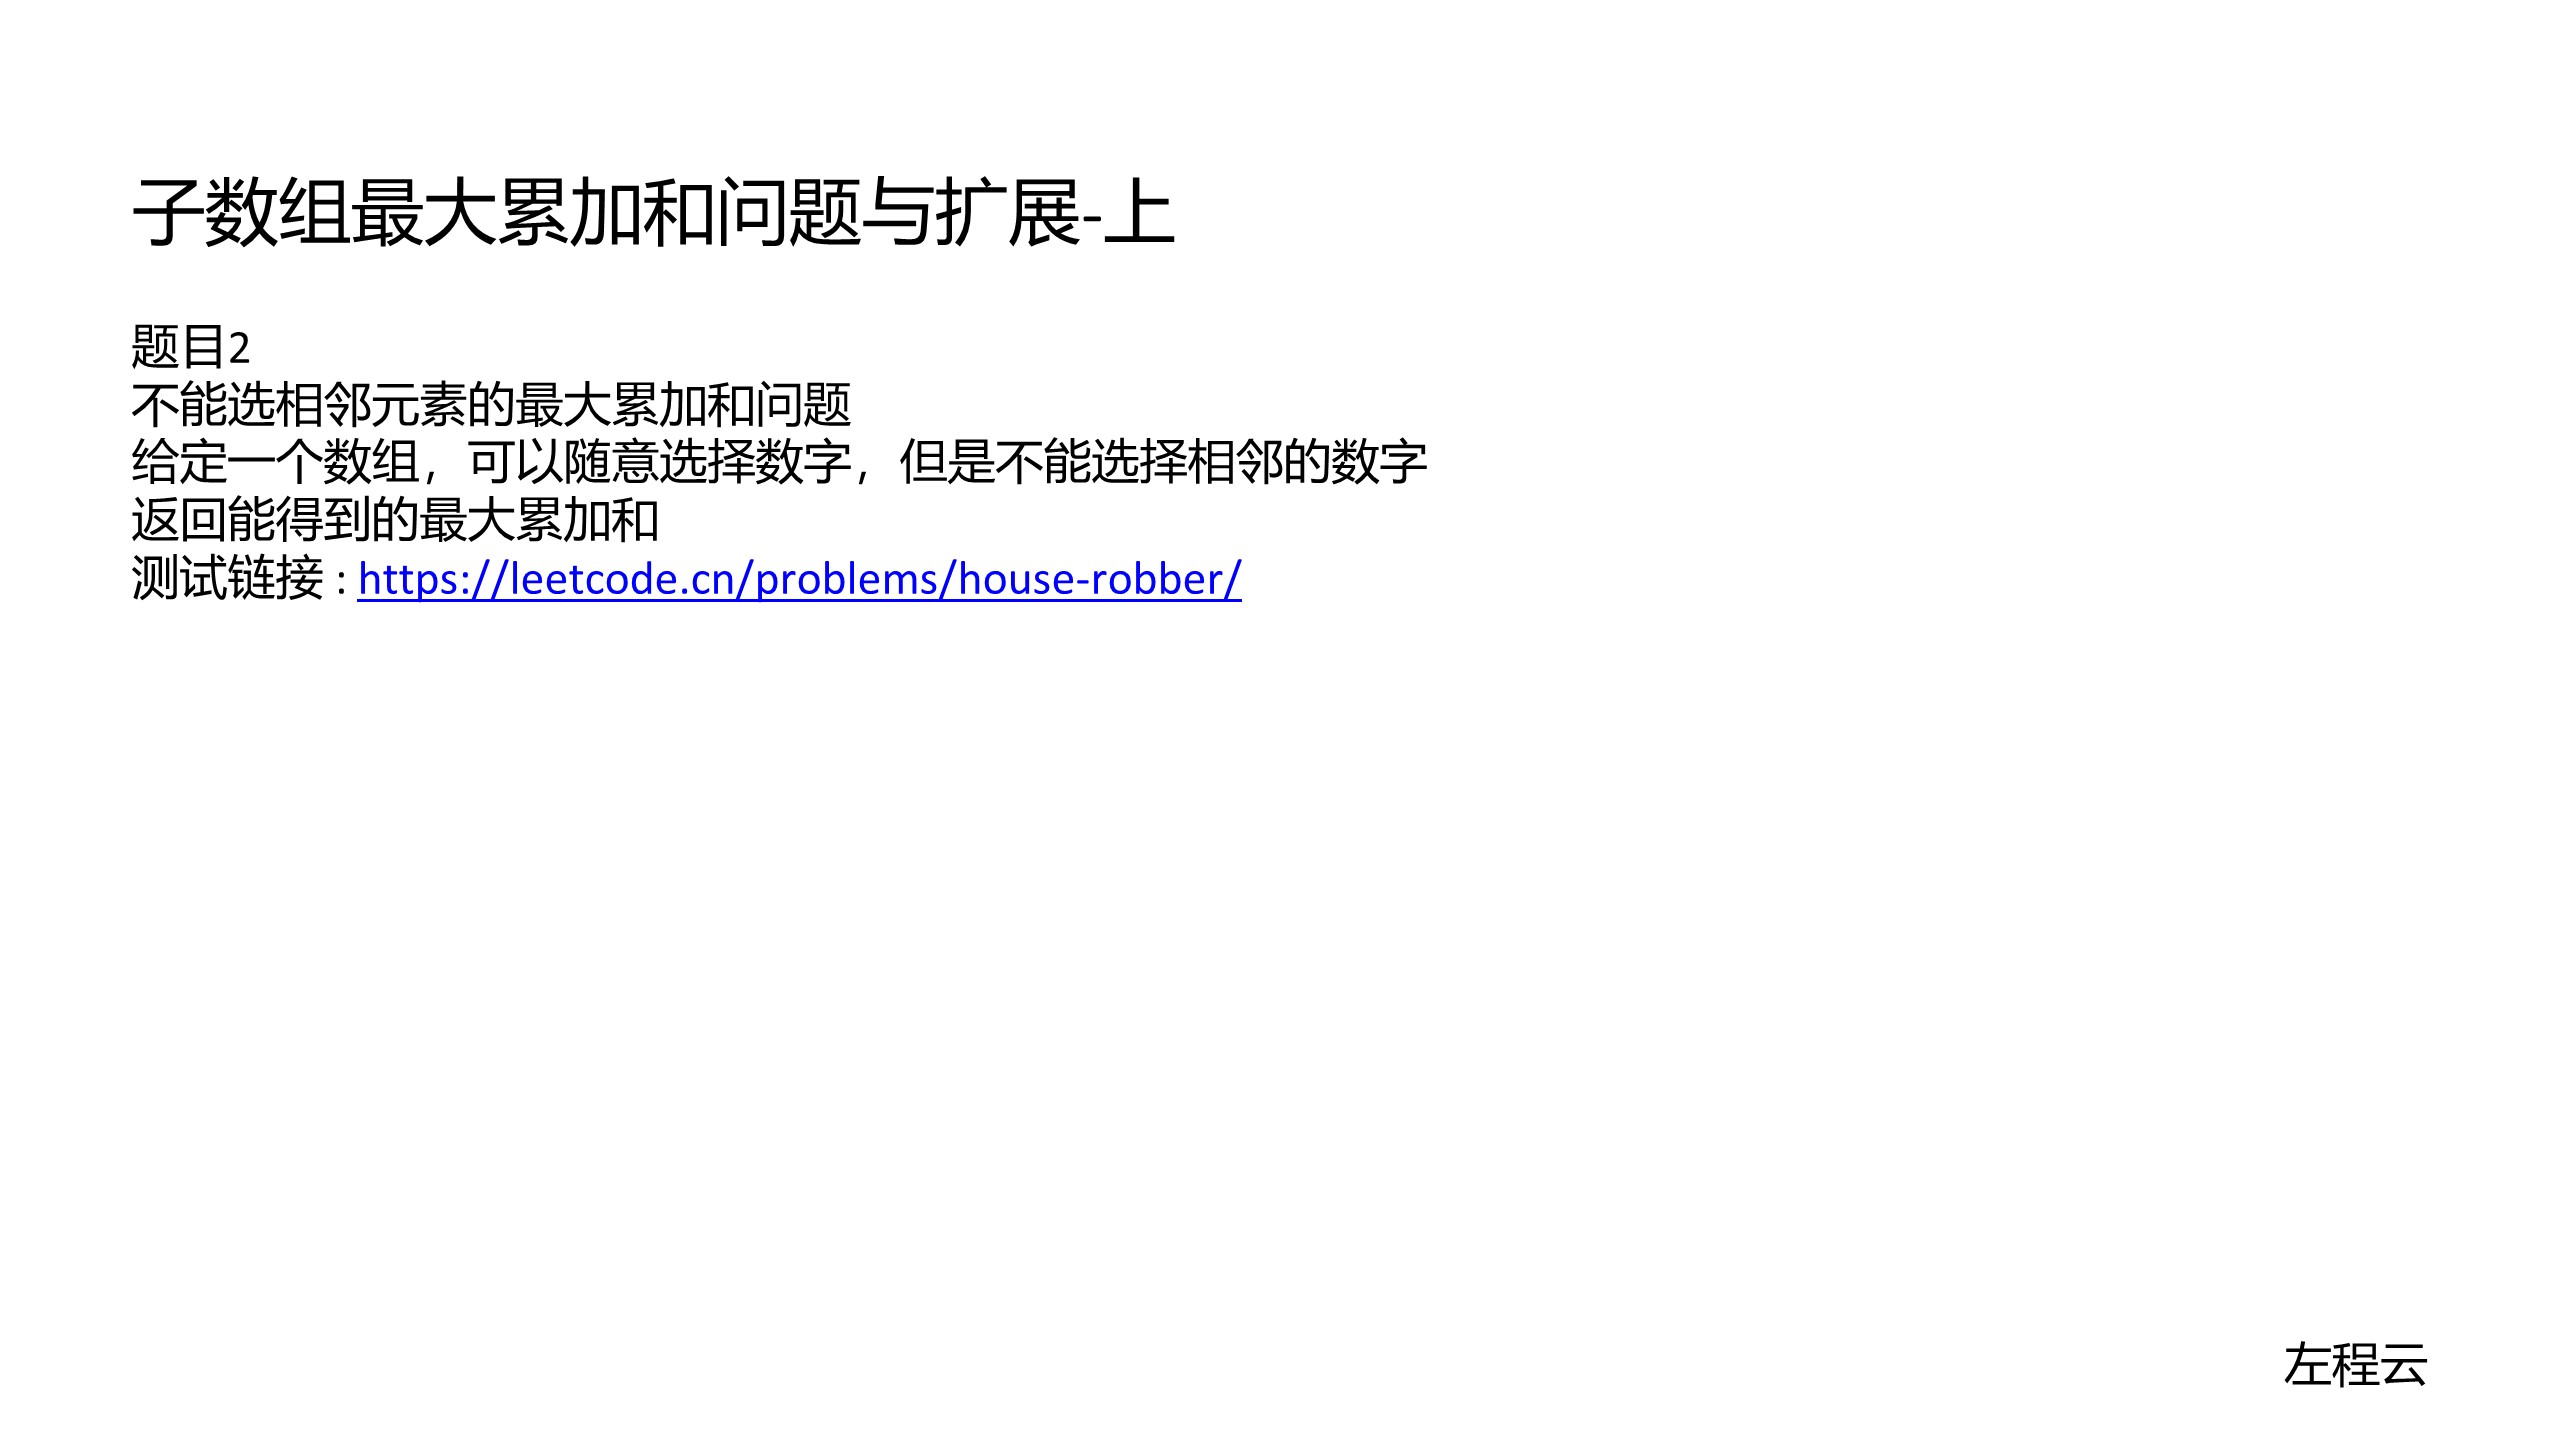 子数组最大累加和问题与扩展-上
题目2
不能选相邻元素的最大累加和问题
给定一个数组，可以随意选择数字，但是不能选择相邻的数字
返回能得到的最大累加和
测试链接 : https://leetcode.cn/problems/house-robber/
左程云